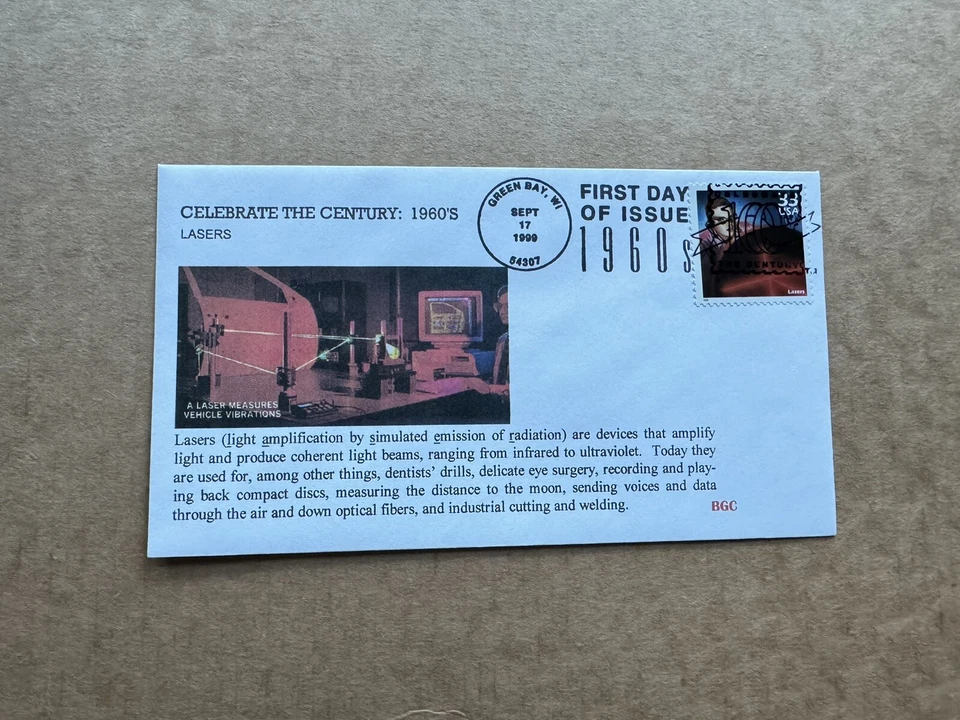 CELEBRATE THE CENTURY: 1960'S
LASERS
GREEN BAY, WI
SEPT
17
1999
54307
FIRST DAY
OF ISSUE
1960s
33
USA
Lasers
A LASER MEASURES
VEHICLE VIBRATIONS
Lasers (light amplification by simulated emission of radiation) are devices that amplify
light and produce coherent light beams, ranging from infrared to ultraviolet. Today they
are used for, among other things, dentists' drills, delicate eye surgery, recording and play-
ing back compact discs, measuring the distance to the moon, sending voices and data
through the air and down optical fibers, and industrial cutting and welding.
BGC